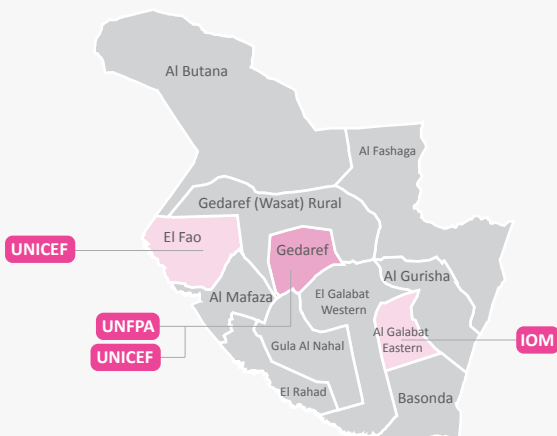 Al Butana
Al Fashaga
Gedaref (Wasat) Rural
El Fao
UNICEF
Gedaref
Al Gurisha
Al Mafaza
El Galabat
Western
UNFPA
UNICEF
Gula Al Nahal
Al Galabat
Eastern
IOM
El Rahad
Basonda